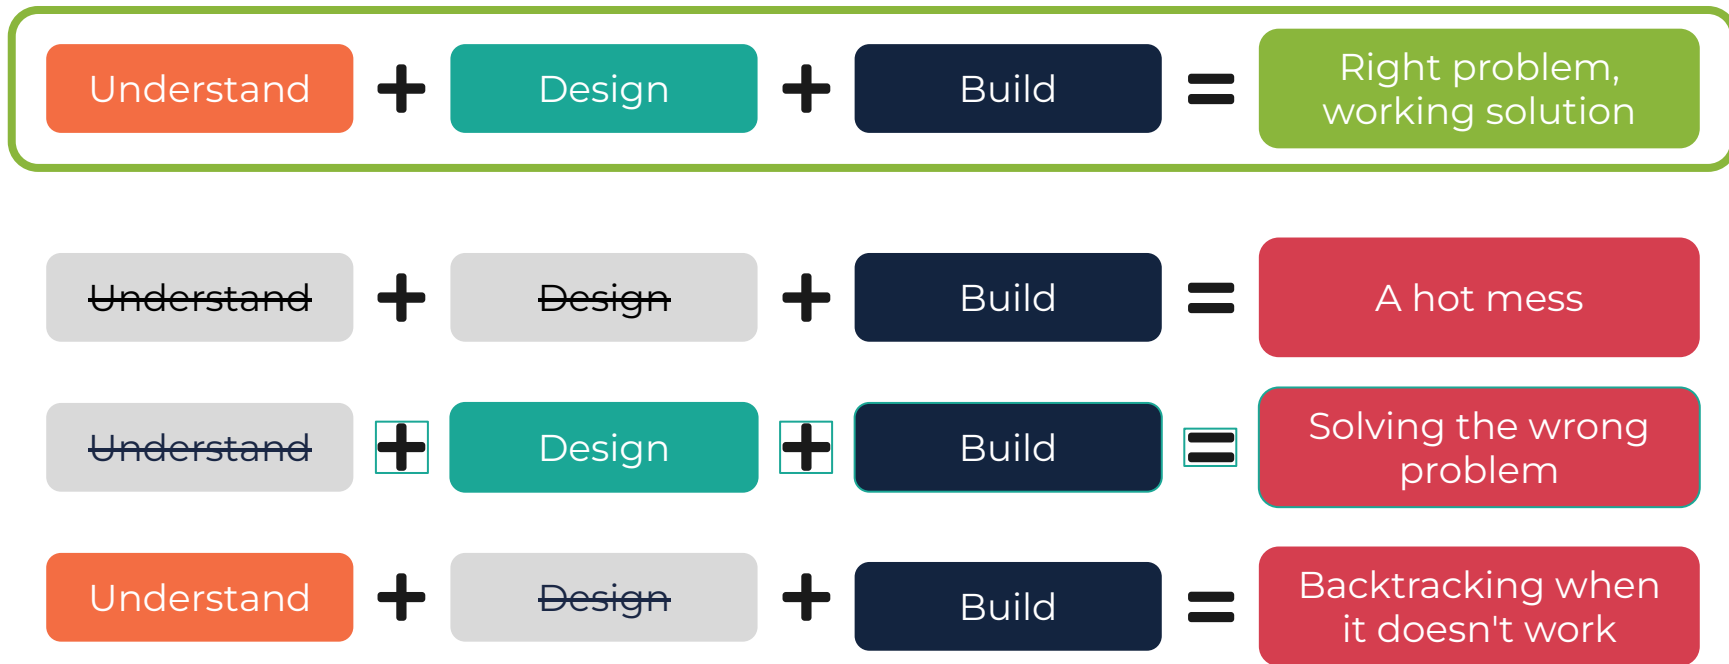 Understand + Design + Build = Right problem,
working solution
Understand + Design + Build = A hot mess
Understand + Design + Build = Solving the wrong
problem
Understand + Design + Build = Backtracking when
it doesn't work